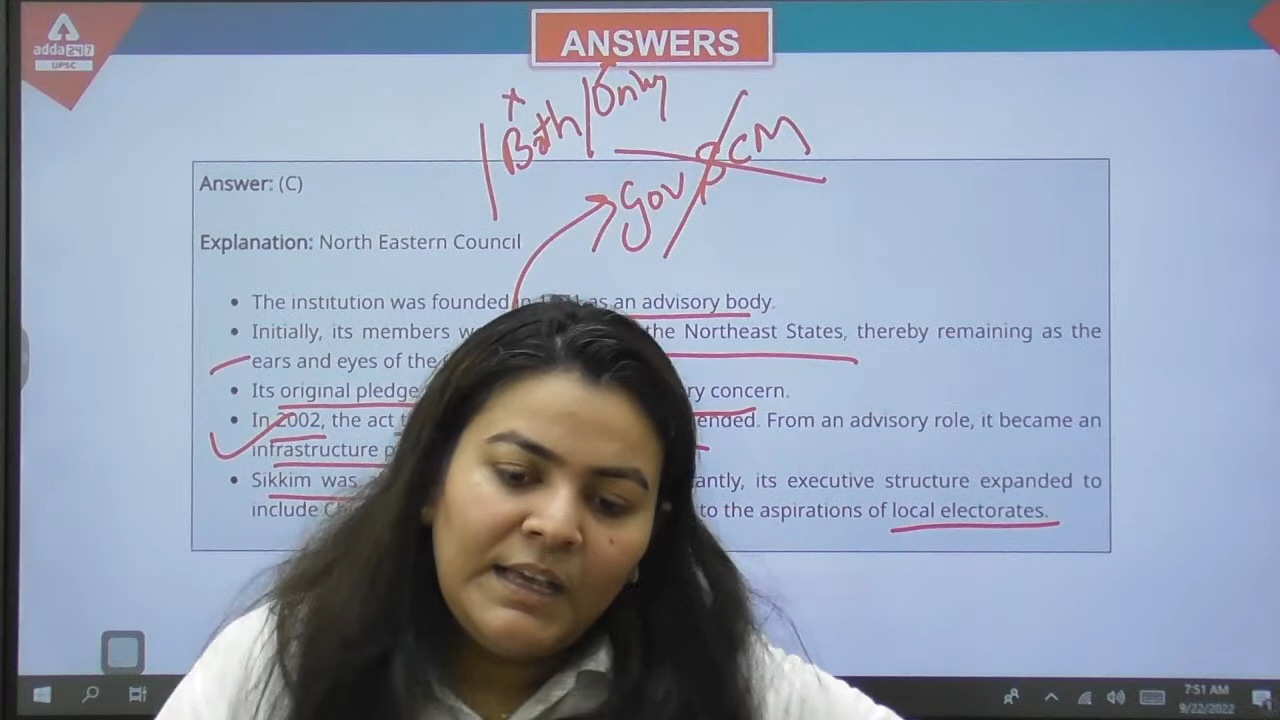 adda 247
UPSC
ANSWERS
Both / Only
Gov / CM
Answer: (C)
Explanation: North Eastern Council
The institution was founded in as an advisory body.
Initially, its members the Northeast States, thereby remaining as the
ears and eyes of the
Its original pledge concern.
In 2002, the act From an advisory role, it became an
infrastructure
Sikkim was its executive structure expanded to
include to the aspirations of local electorates.
7:51 AM
9/22/2022